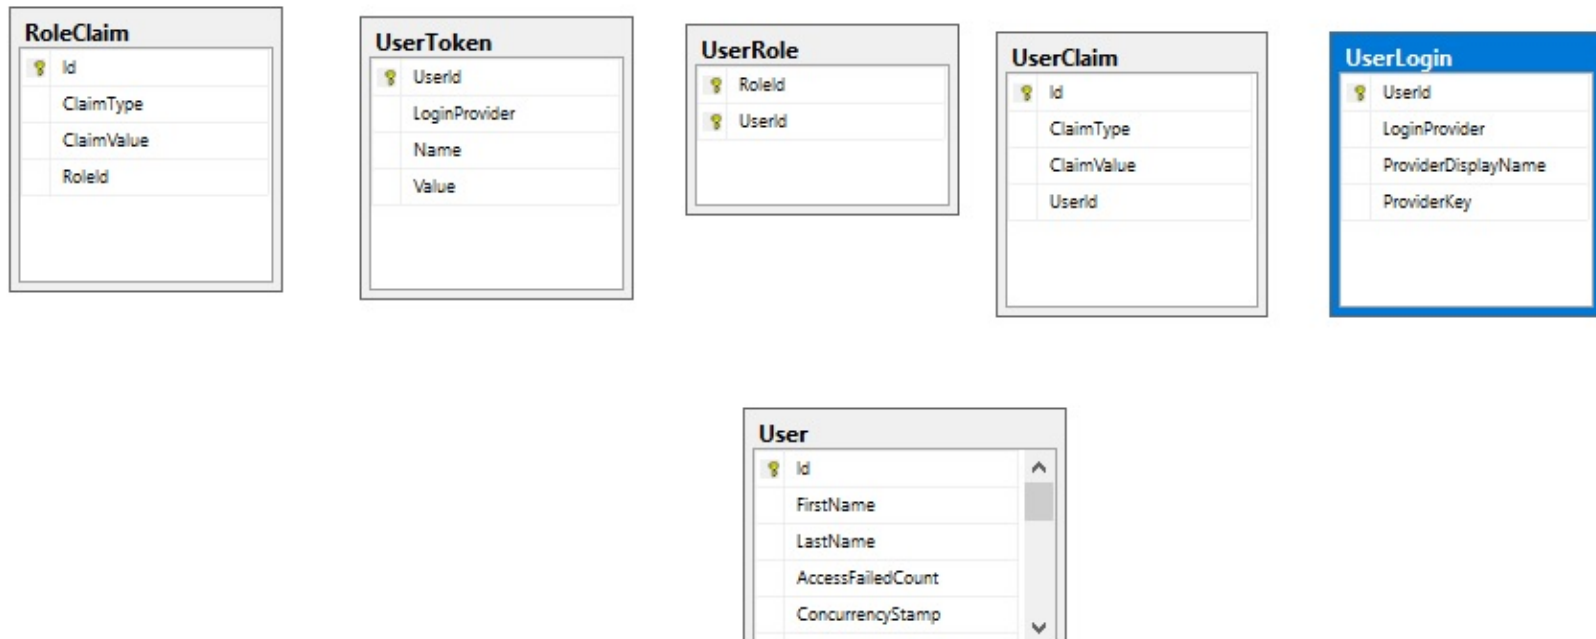 RoleClaim
Id
ClaimType
ClaimValue
RoleId
UserToken
UserId
LoginProvider
Name
Value
UserRole
RoleId
UserId
UserClaim
Id
ClaimType
ClaimValue
UserId
UserLogin
UserId
LoginProvider
ProviderDisplayName
ProviderKey
User
Id
FirstName
LastName
AccessFailedCount
ConcurrencyStamp